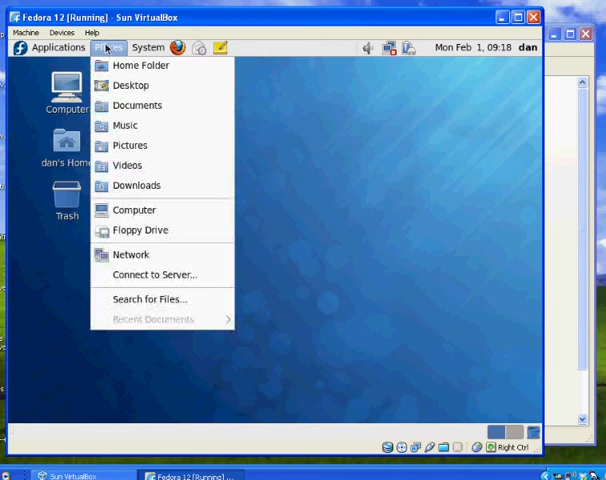 Fedora 12 [Running] - Sun VirtualBox
Machine Devices Help
Applications Places System Mon Feb 1, 09:18 dan
Home Folder
Desktop
Documents
Music
Pictures
Videos
Downloads
Computer
Floppy Drive
Network
Connect to Server...
Search for Files...
Recent Documents
Computer
dan's Hom
Trash
Right Ctrl
Sun VirtualBox
Fedora 12 [Running] ...